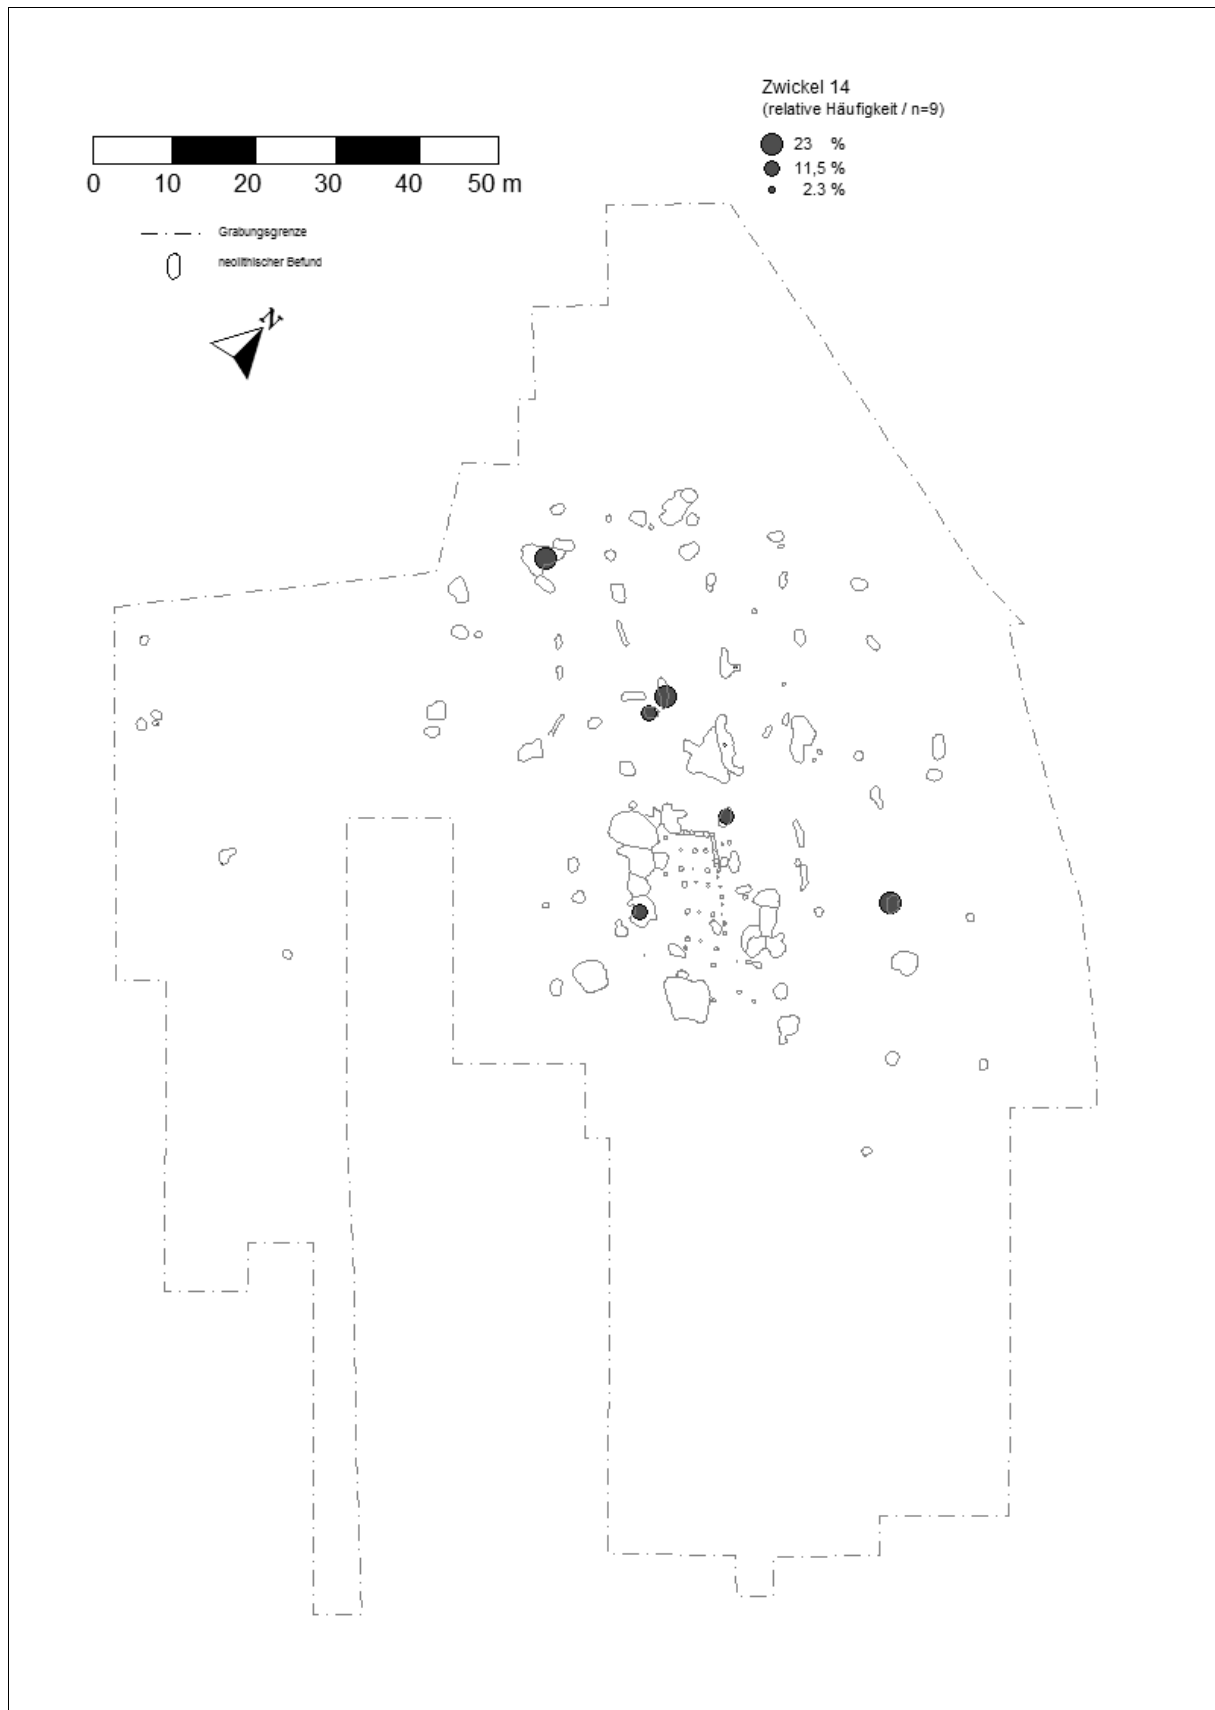 Zwickel 14
(relative Häufigkeit / n=9)
23 %
11,5 %
2.3 %
0 10 20 30 40 50 m
Grabungsgrenze
neolithischer Befund
N